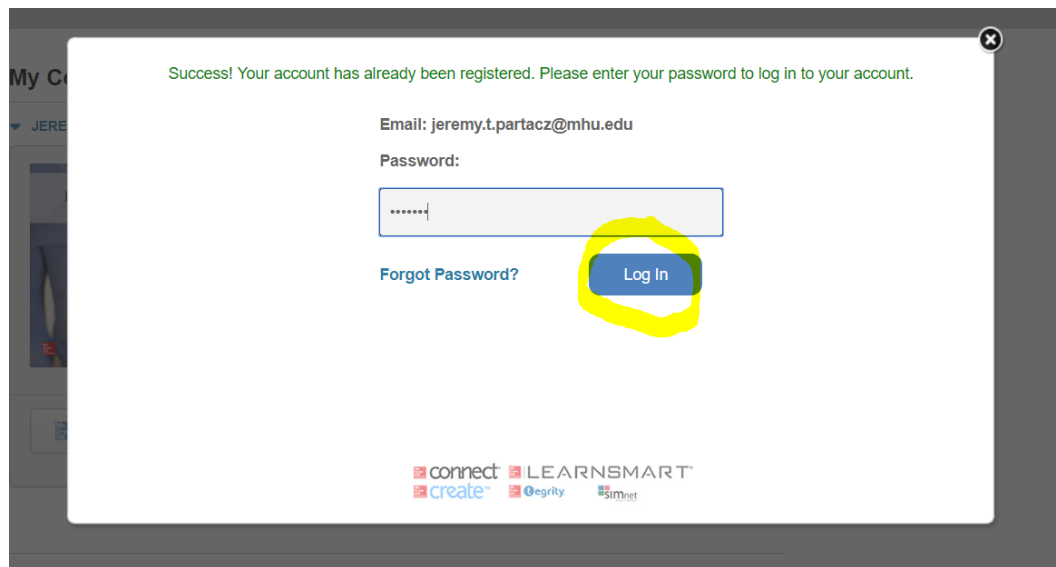 Success! Your account has already been registered. Please enter your password to log in to your account.
My Co
JERE
Email: jeremy.t.partacz@mhu.edu
Password:
•••••••
Forgot Password?
Log In
connect LEARNSMART
create tegrity simnet